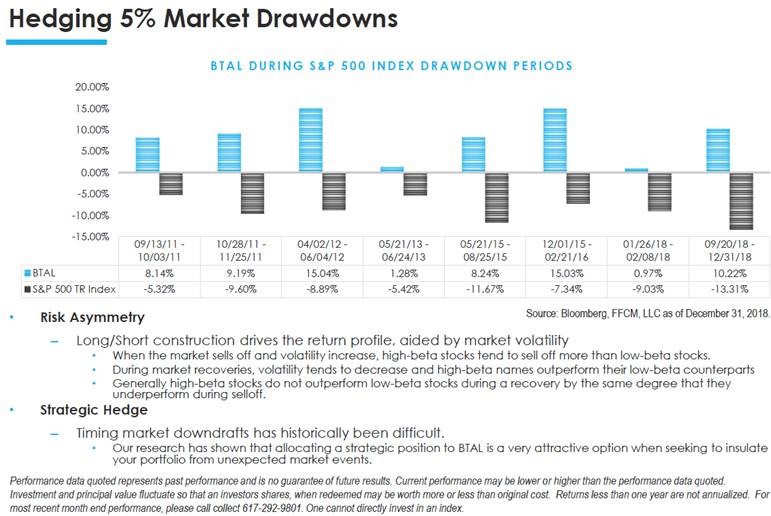 Hedging 5% Market Drawdowns
BTAL DURING S&P 500 INDEX DRAWDOWN PERIODS
20.00%
15.00%
10.00%
5.00%
0.00%
-5.00%
-10.00%
-15.00%
09/13/11 - 10/28/11 - 04/02/12 - 05/21/13 - 05/21/15 - 12/01/15 - 01/26/18 - 09/20/18 -
10/03/11 11/25/11 06/04/12 06/24/13 08/25/15 02/21/16 02/08/18 12/31/18
BTAL 8.14% 9.19% 15.04% 1.28% 8.24% 15.03% 0.97% 10.22%
S&P 500 TR Index -5.32% -9.60% -8.89% -5.42% -11.67% -7.34% -9.03% -13.31%
Source: Bloomberg, FFCM, LLC as of December 31, 2018.
• Risk Asymmetry
– Long/Short construction drives the return profile, aided by market volatility
• When the market sells off and volatility increase, high-beta stocks tend to sell off more than low-beta stocks.
• During market recoveries, volatility tends to decrease and high-beta names outperform their low-beta counterparts
• Generally high-beta stocks do not outperform low-beta stocks during a recovery by the same degree that they
underperform during selloff.
• Strategic Hedge
– Timing market downdrafts has historically been difficult.
• Our research has shown that allocating a strategic position to BTAL is a very attractive option when seeking to insulate
your portfolio from unexpected market events.
Performance data quoted represents past performance and is no guarantee of future results. Current performance may be lower or higher than the performance data quoted.
Investment and principal value fluctuate so that an investors shares, when redeemed may be worth more or less than original cost. Returns less than one year are not annualized. For
most recent month end performance, please call collect 617-292-9801. One cannot directly invest in an index.